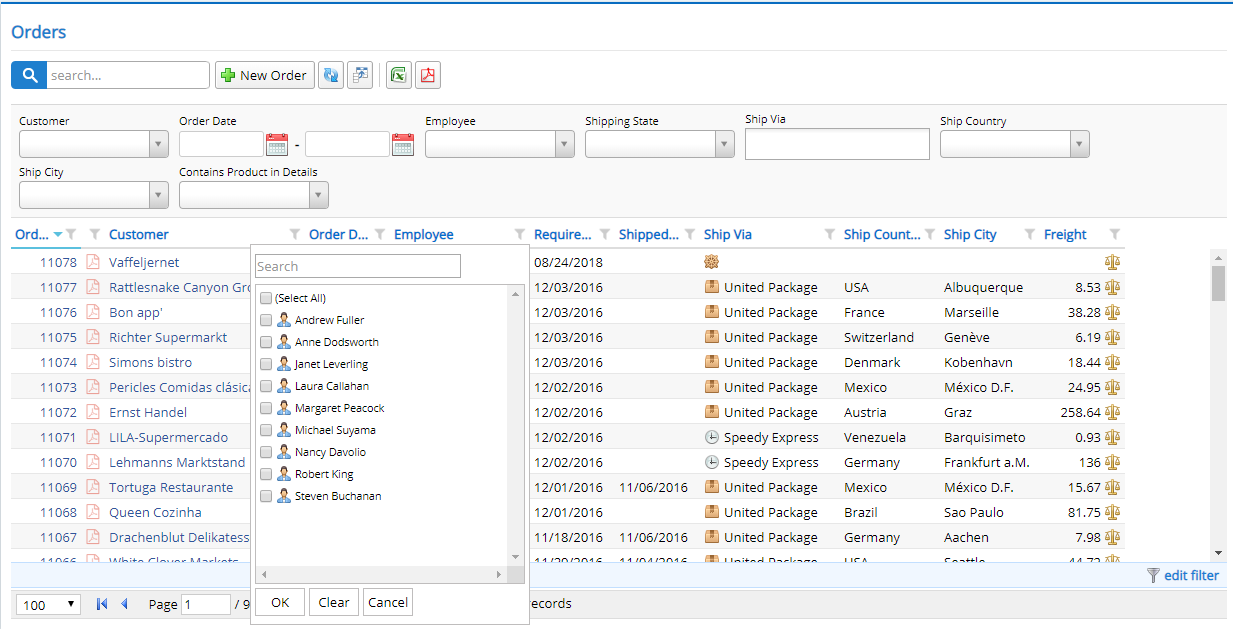 Orders
search... New Order
Customer Order Date Employee Shipping State Ship Via Ship Country
-
Ship City Contains Product in Details
Ord... Customer Order D... Employee Require... Shipped... Ship Via Ship Count... Ship City Freight
11078 Vaffeljernet 08/24/2018
11077 Rattlesnake Canyon Gro 12/03/2016 United Package USA Albuquerque 8.53
11076 Bon app' 12/03/2016 United Package France Marseille 38.28
11075 Richter Supermarkt 12/03/2016 United Package Switzerland Genève 6.19
11074 Simons bistro 12/03/2016 United Package Denmark Kobenhavn 18.44
11073 Pericles Comidas clásica 12/02/2016 United Package Mexico México D.F. 24.95
11072 Ernst Handel 12/02/2016 United Package Austria Graz 258.64
11071 LILA-Supermercado 12/02/2016 Speedy Express Venezuela Barquisimeto 0.93
11070 Lehmanns Marktstand 12/02/2016 Speedy Express Germany Frankfurt a.M. 136
11069 Tortuga Restaurante 12/01/2016 11/06/2016 United Package Mexico México D.F. 15.67
11068 Queen Cozinha 12/01/2016 United Package Brazil Sao Paulo 81.75
11067 Drachenblut Delikatess 11/18/2016 11/06/2016 United Package Germany Aachen 7.98
11066 White Clover Markets 11/29/2016 11/04/2016 United Package USA Seattle 44.72
Search
(Select All)
Andrew Fuller
Anne Dodsworth
Janet Leverling
Laura Callahan
Margaret Peacock
Michael Suyama
Nancy Davolio
Robert King
Steven Buchanan
OK Clear Cancel
edit filter
100 Page 1 / 9 records